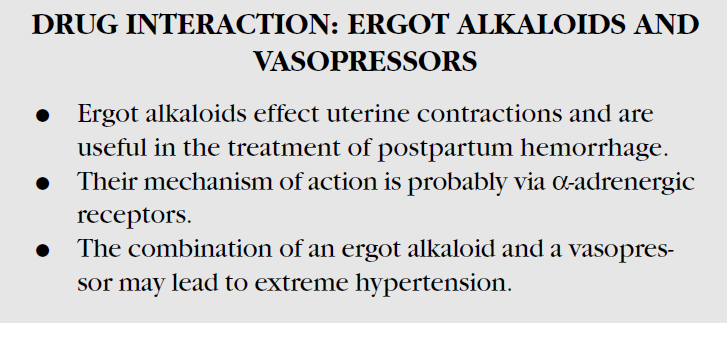 DRUG INTERACTION: ERGOT ALKALOIDS AND
VASOPRESSORS
● Ergot alkaloids effect uterine contractions and are
useful in the treatment of postpartum hemorrhage.
● Their mechanism of action is probably via α-adrenergic
receptors.
● The combination of an ergot alkaloid and a vasopres-
sor may lead to extreme hypertension.